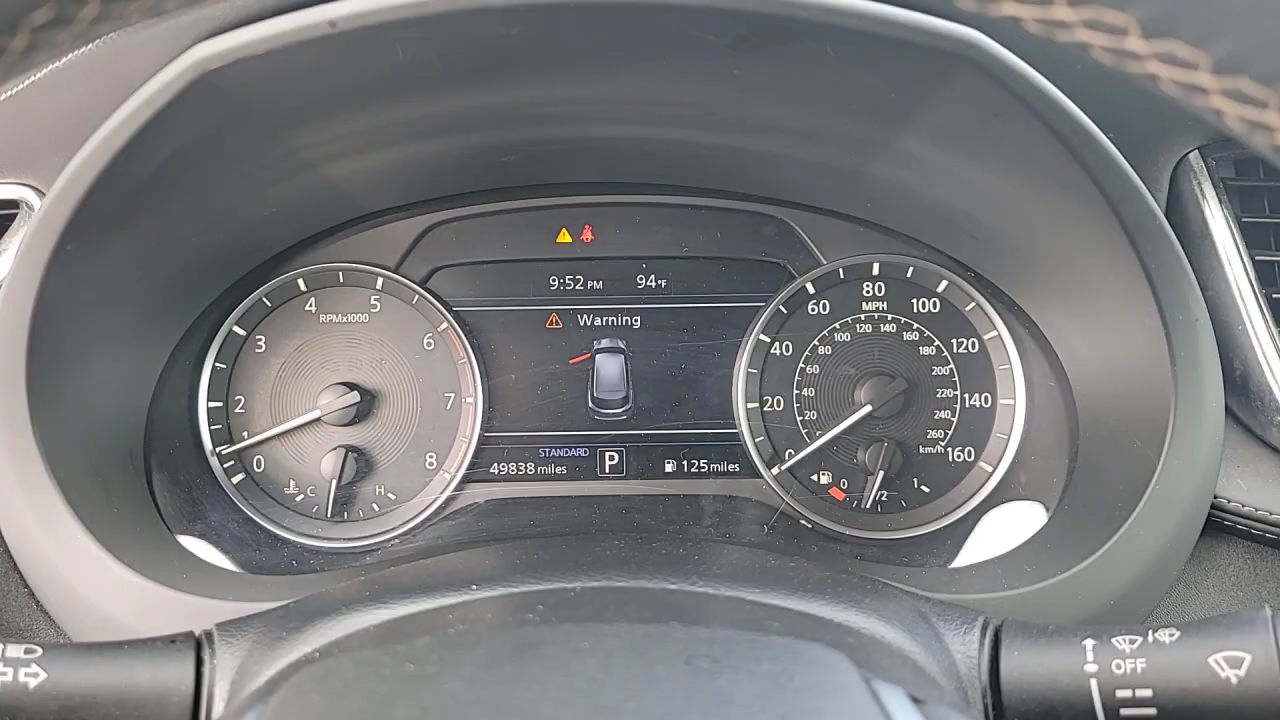 9:52 PM 94°F
Warning
STANDARD
49838 miles P 125 miles
0 1 2 3 4 5 6 7 8
RPMx1000
C H
0 20 40 60 80 100 120 140 160
MPH
20 40 60 80 100 120 140 160 180 200 220 240 260
km/h
0 1/2 1
OFF